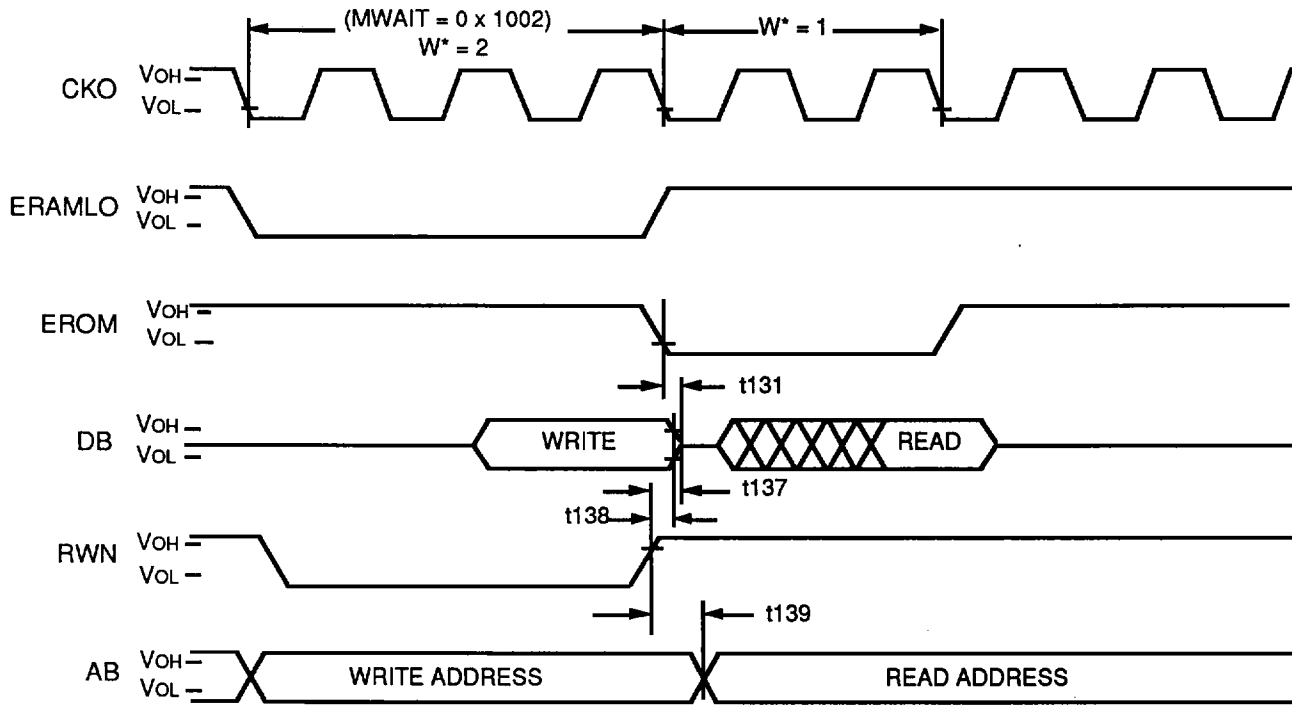 (MWAIT = 0 x 1002)
W* = 2
W* = 1
CKO
VOH
VOL
ERAMLO
VOH
VOL
EROM
VOH
VOL
t131
DB
VOH
VOL
WRITE
READ
t137
t138
RWN
VOH
VOL
t139
AB
VOH
VOL
WRITE ADDRESS
READ ADDRESS